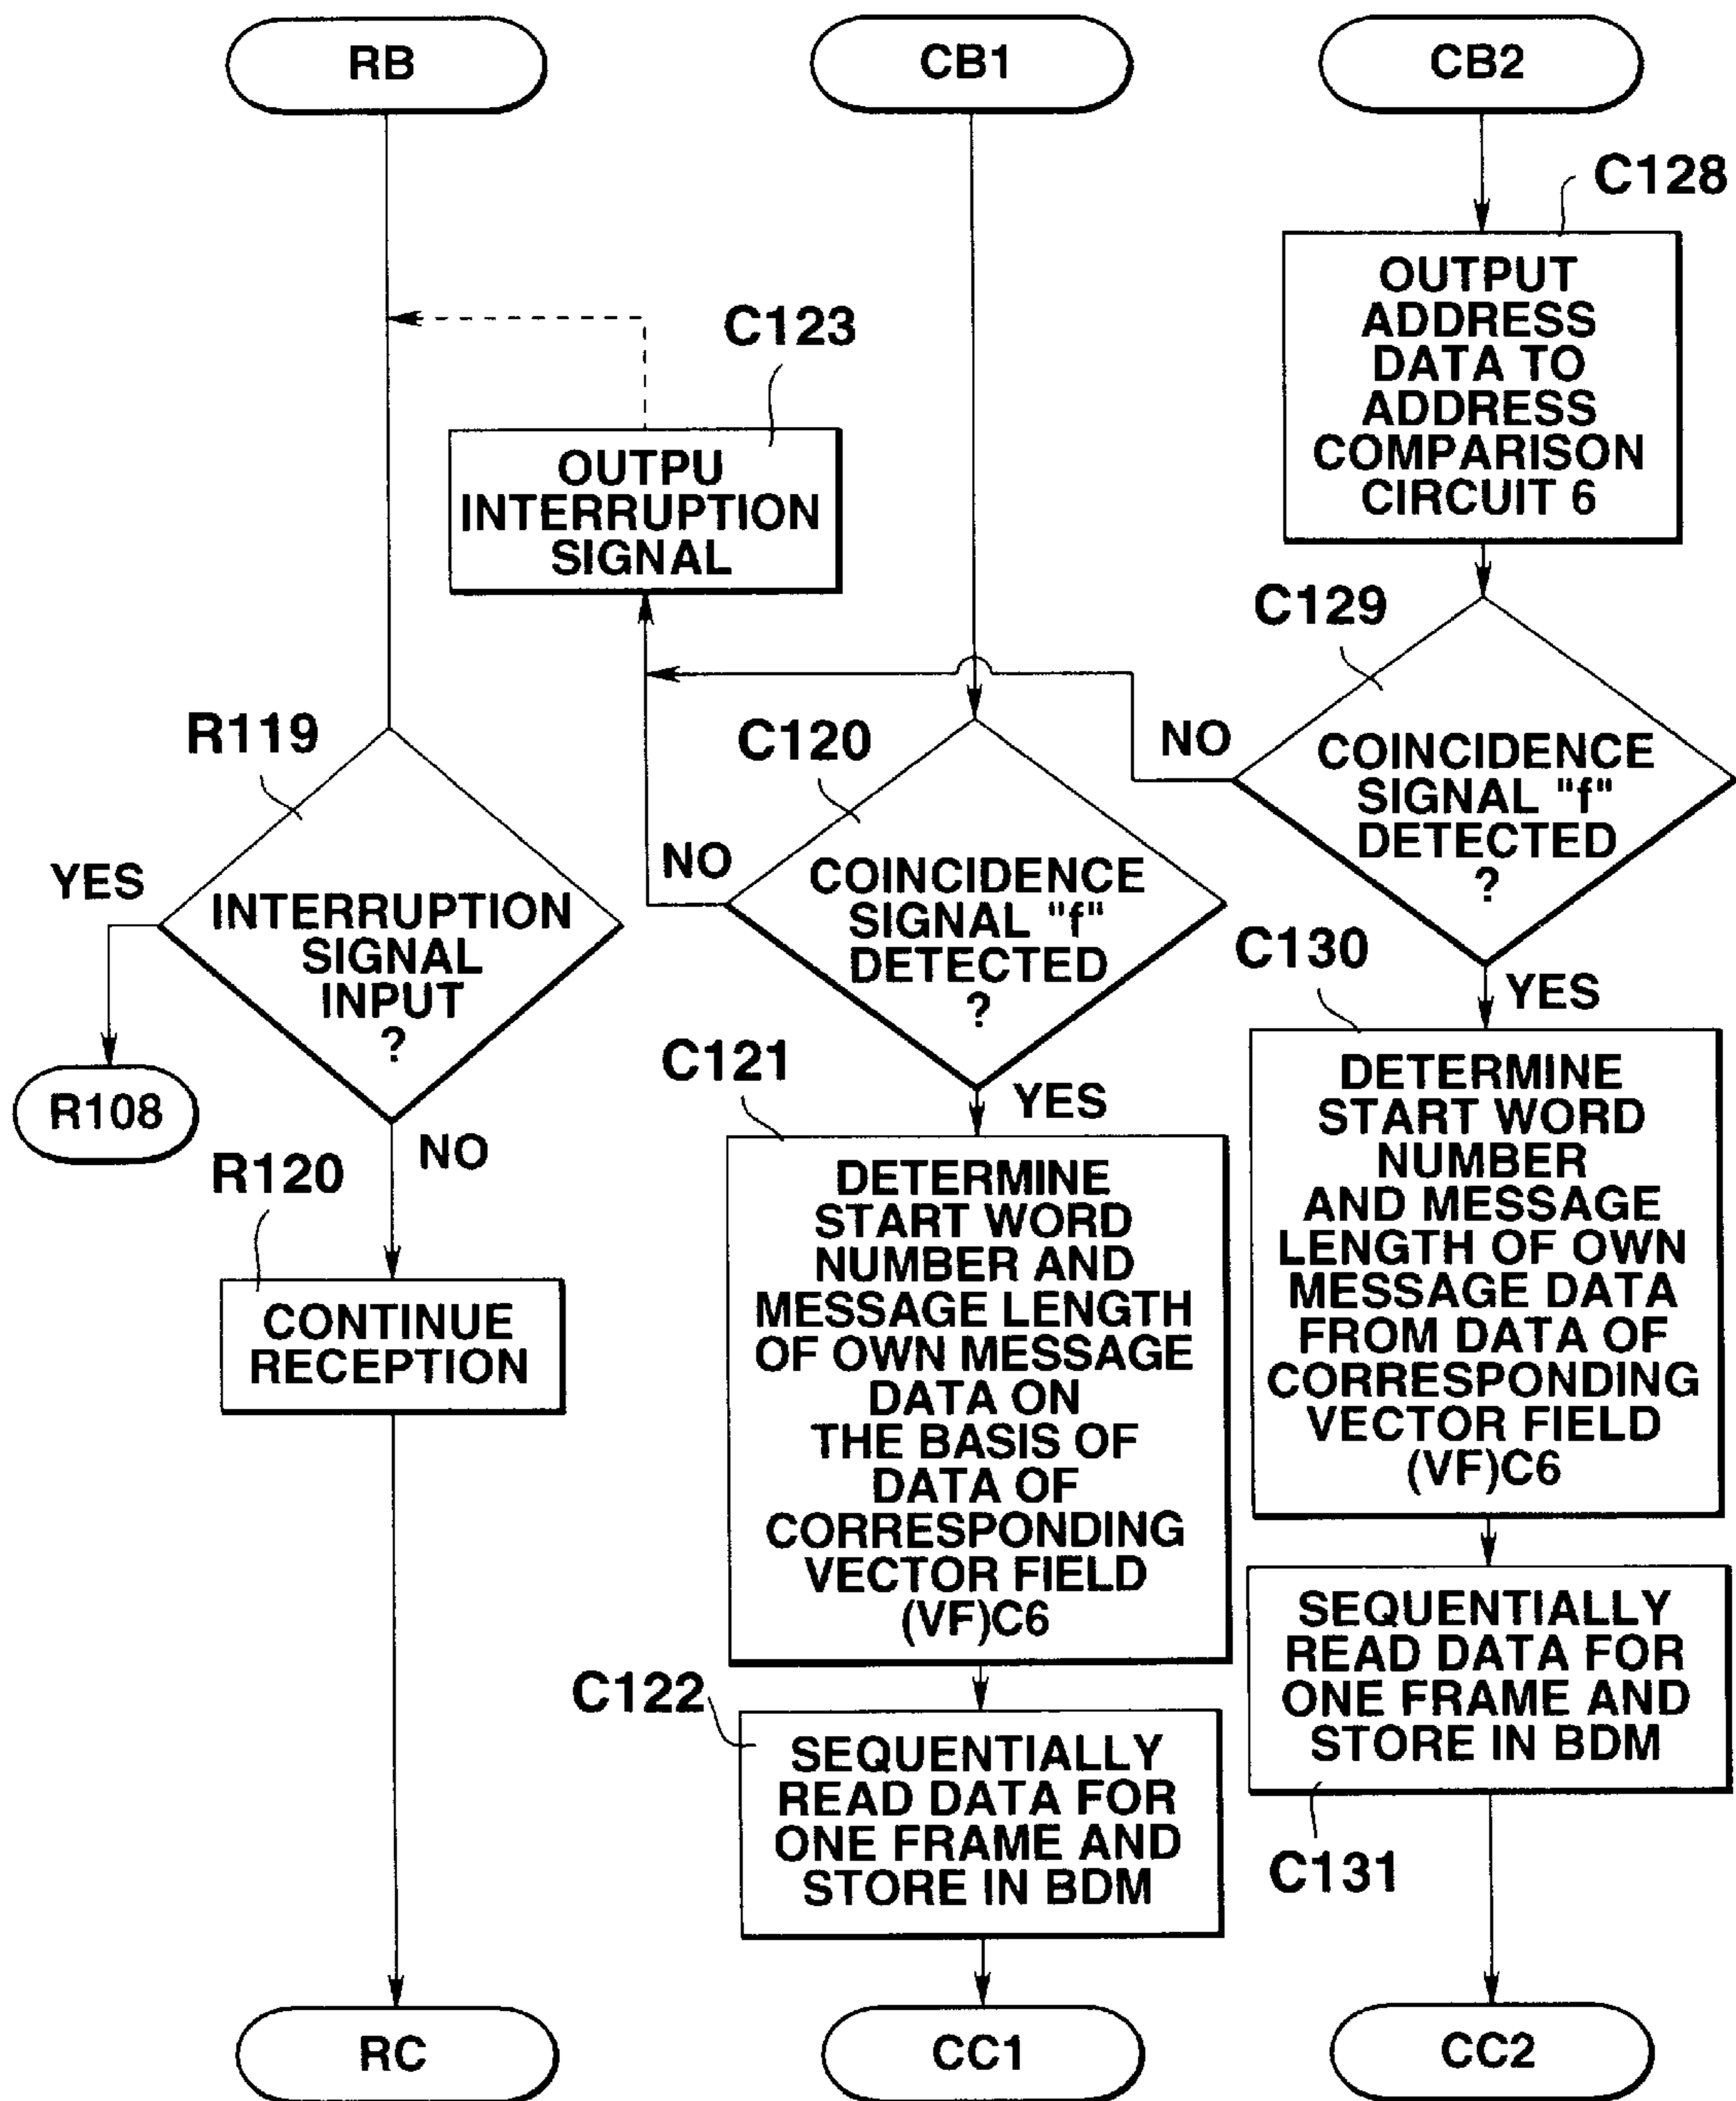 RB
CB1
CB2
C128
OUTPUT
ADDRESS
DATA TO
ADDRESS
COMPARISON
CIRCUIT 6
C123
OUTPU
INTERRUPTION
SIGNAL
C129
COINCIDENCE
SIGNAL "f"
DETECTED
?
NO
YES
R119
INTERRUPTION
SIGNAL
INPUT
?
YES
R108
NO
C120
COINCIDENCE
SIGNAL "f"
DETECTED
?
NO
YES
C130
DETERMINE
START WORD
NUMBER
AND MESSAGE
LENGTH OF OWN
MESSAGE DATA
FROM DATA OF
CORRESPONDING
VECTOR FIELD
(VF)C6
R120
CONTINUE
RECEPTION
C121
DETERMINE
START WORD
NUMBER AND
MESSAGE LENGTH
OF OWN MESSAGE
DATA ON
THE BASIS OF
DATA OF
CORRESPONDING
VECTOR FIELD
(VF)C6
C122
SEQUENTIALLY
READ DATA FOR
ONE FRAME AND
STORE IN BDM
SEQUENTIALLY
READ DATA FOR
ONE FRAME AND
STORE IN BDM
C131
RC
CC1
CC2